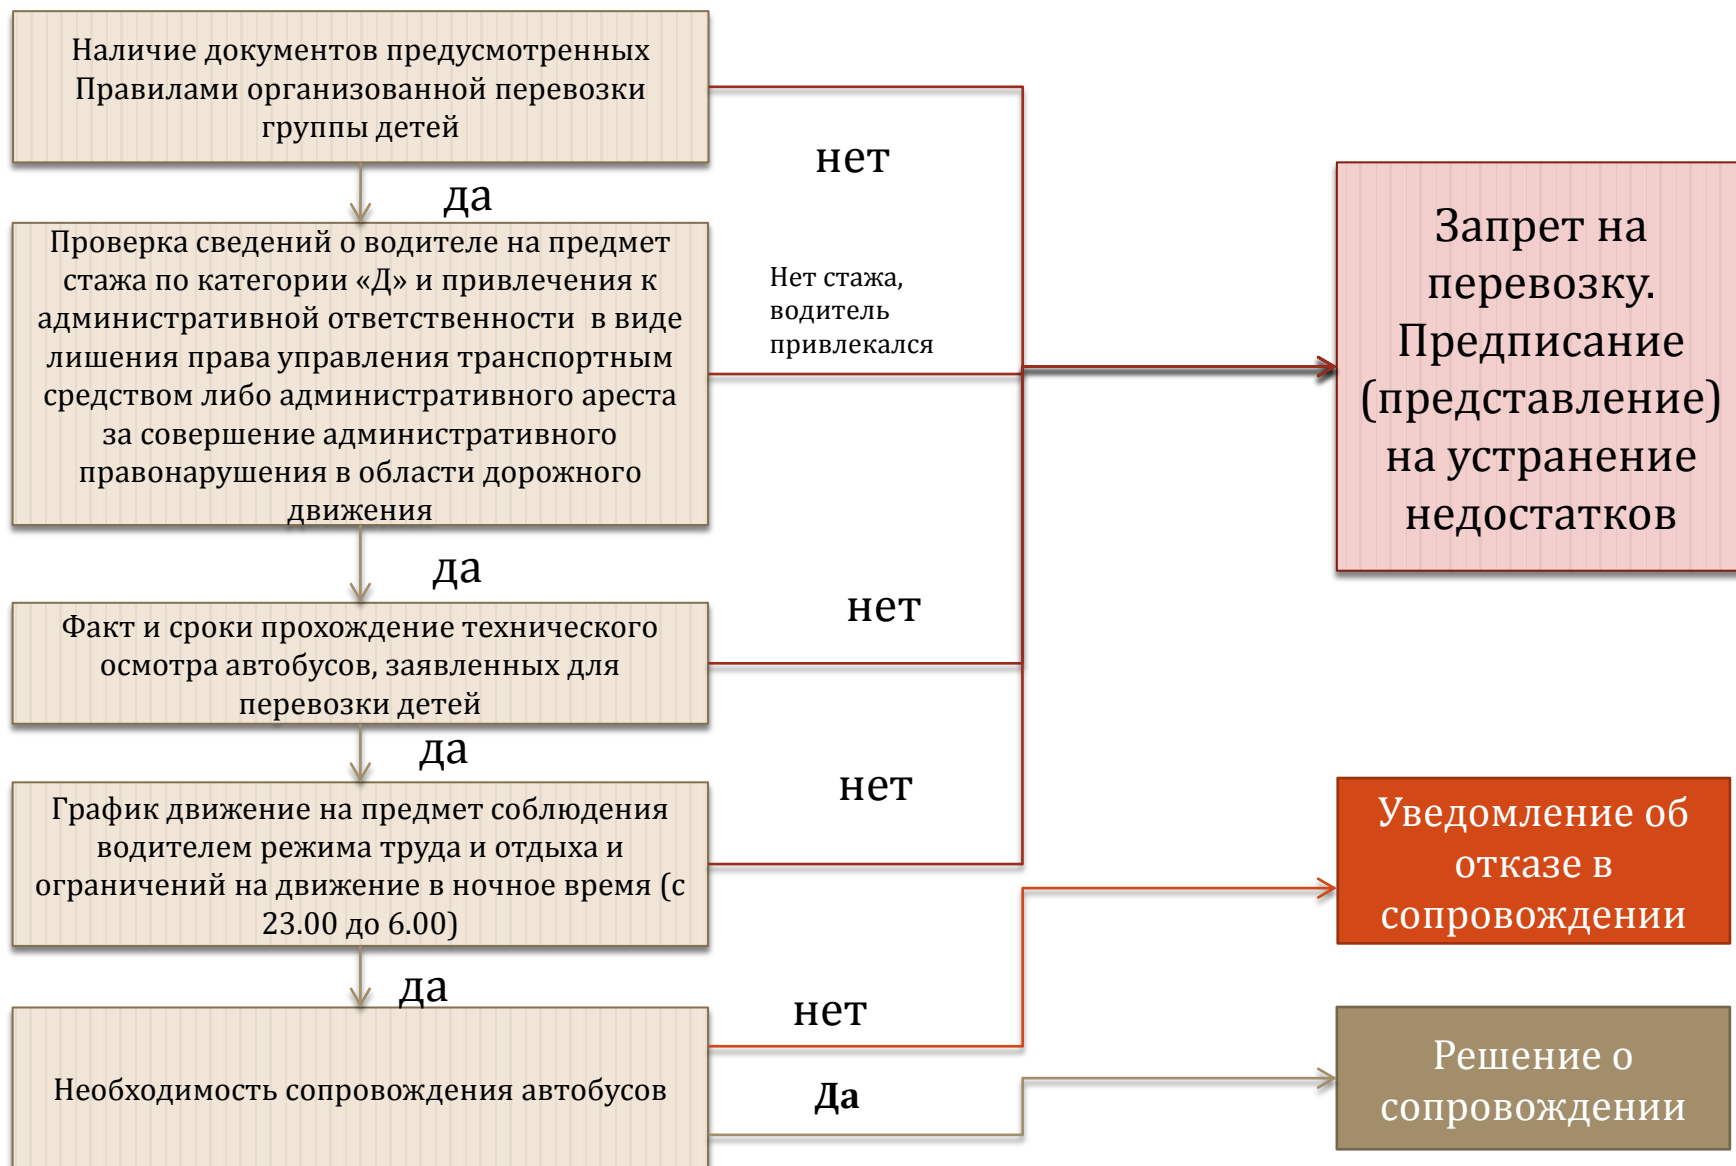 Наличие документов предусмотренных
Правилами организованной перевозки
группы детей
нет
да
Проверка сведений о водителе на предмет
стажа по категории «Д» и привлечения к
административной ответственности в виде
лишения права управления транспортным
средством либо административного ареста
за совершение административного
правонарушения в области дорожного
движения
Нет стажа,
водитель
привлекался
Запрет на
перевозку.
Предписание
(представление)
на устранение
недостатков
да
Факт и сроки прохождение технического
осмотра автобусов, заявленных для
перевозки детей
нет
да
График движение на предмет соблюдения
водителем режима труда и отдыха и
ограничений на движение в ночное время (с
23.00 до 6.00)
нет
Уведомление об
отказе в
сопровождении
да
Необходимость сопровождения автобусов
нет
Да
Решение о
сопровождении